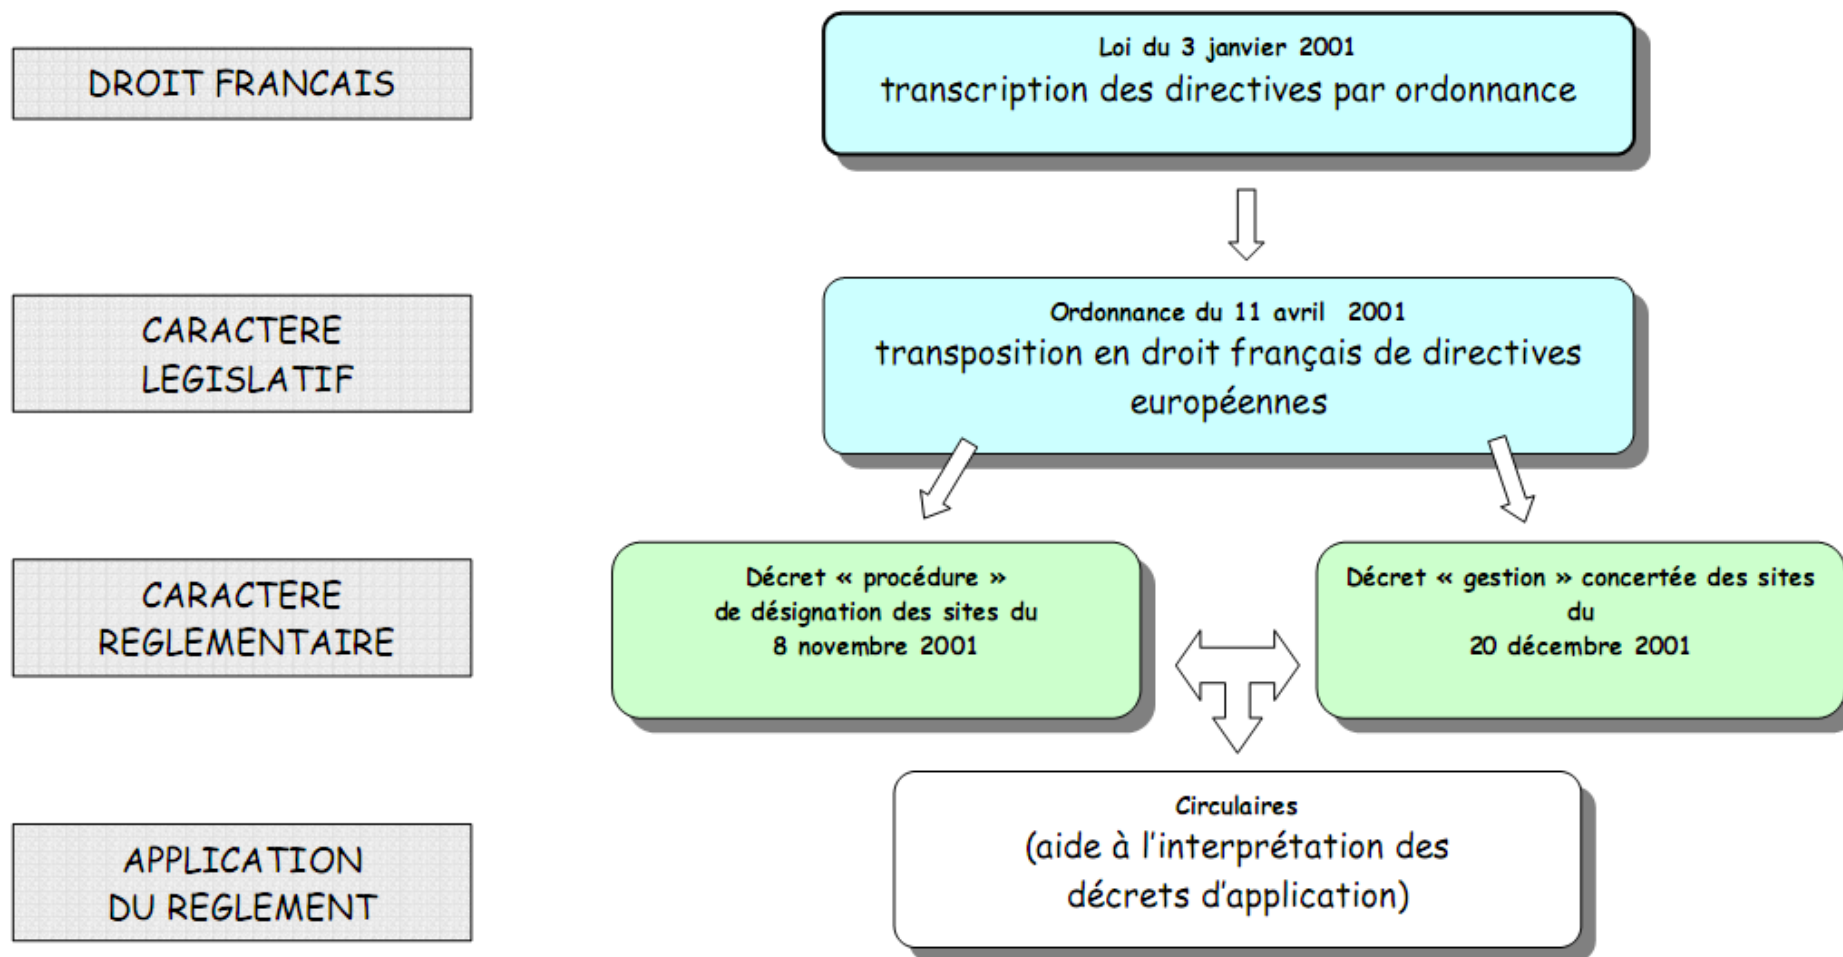 DROIT FRANCAIS
Loi du 3 janvier 2001
transcription des directives par ordonnance
CARACTERE
LEGISLATIF
Ordonnance du 11 avril 2001
transposition en droit français de directives
européennes
CARACTERE
REGLEMENTAIRE
Décret « procédure »
de désignation des sites du
8 novembre 2001
Décret « gestion » concertée des sites
du
20 décembre 2001
APPLICATION
DU REGLEMENT
Circulaires
(aide à l’interprétation des
décrets d’application)